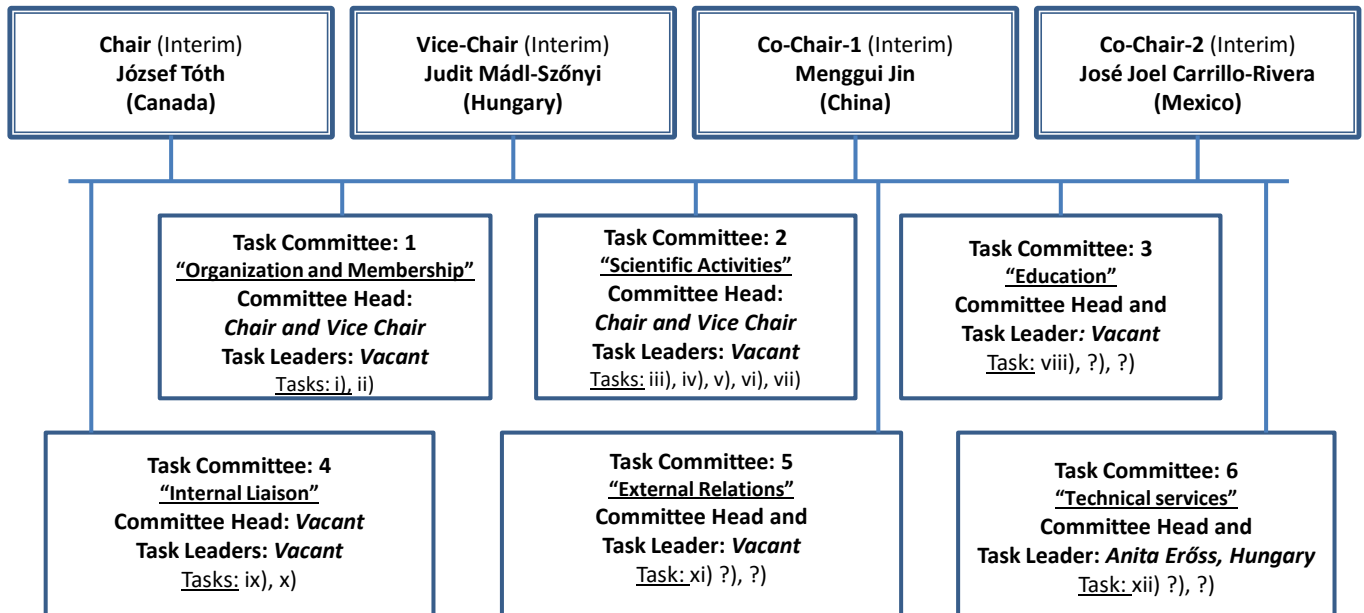 Chair (Interim)
József Tóth
(Canada)
Vice-Chair (Interim)
Judit Mádl-Szőnyi
(Hungary)
Co-Chair-1 (Interim)
Menggui Jin
(China)
Co-Chair-2 (Interim)
José Joel Carrillo-Rivera
(Mexico)
Task Committee: 1
“Organization and Membership”
Committee Head:
Chair and Vice Chair
Task Leaders: Vacant
Tasks: i), ii)
Task Committee: 2
“Scientific Activities”
Committee Head:
Chair and Vice Chair
Task Leaders: Vacant
Tasks: iii), iv), v), vi), vii)
Task Committee: 3
“Education”
Committee Head and
Task Leader: Vacant
Task: viii), ?), ?)
Task Committee: 4
“Internal Liaison”
Committee Head: Vacant
Task Leaders: Vacant
Tasks: ix), x)
Task Committee: 5
“External Relations”
Committee Head and
Task Leader: Vacant
Task: xi) ?), ?)
Task Committee: 6
“Technical services”
Committee Head and
Task Leader: Anita Erőss, Hungary
Task: xii) ?), ?)